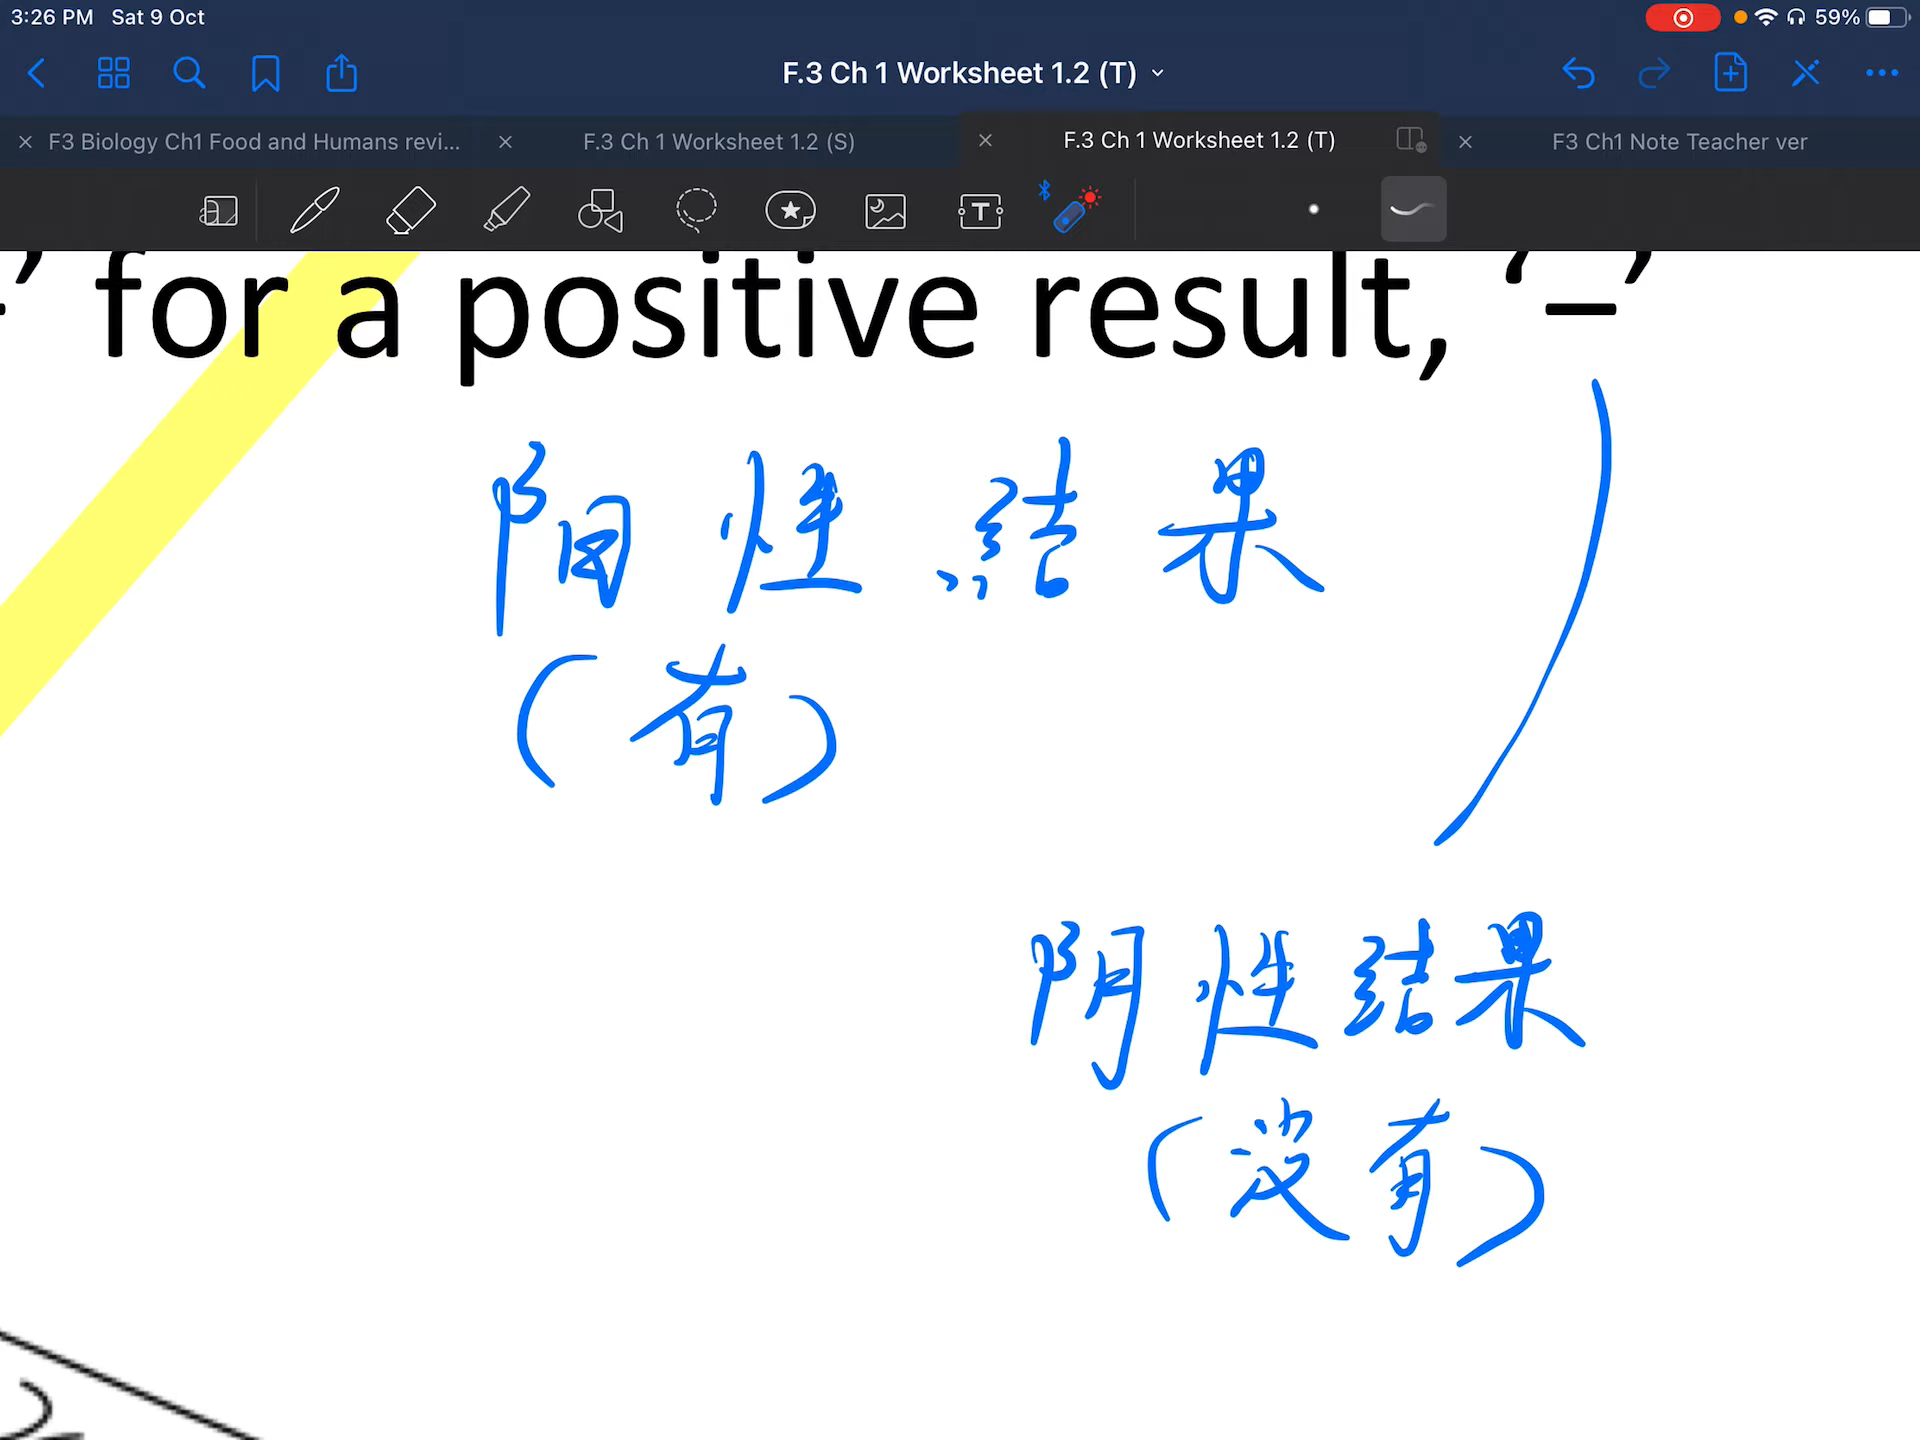 3:26 PM Sat 9 Oct 59%
F.3 Ch 1 Worksheet 1.2 (T)
F3 Biology Ch1 Food and Humans revi... F.3 Ch 1 Worksheet 1.2 (S) F.3 Ch 1 Worksheet 1.2 (T) F3 Ch1 Note Teacher ver
’ for a positive result, ‘–’
阳性結果
(有)
阴性結果
(沒有)